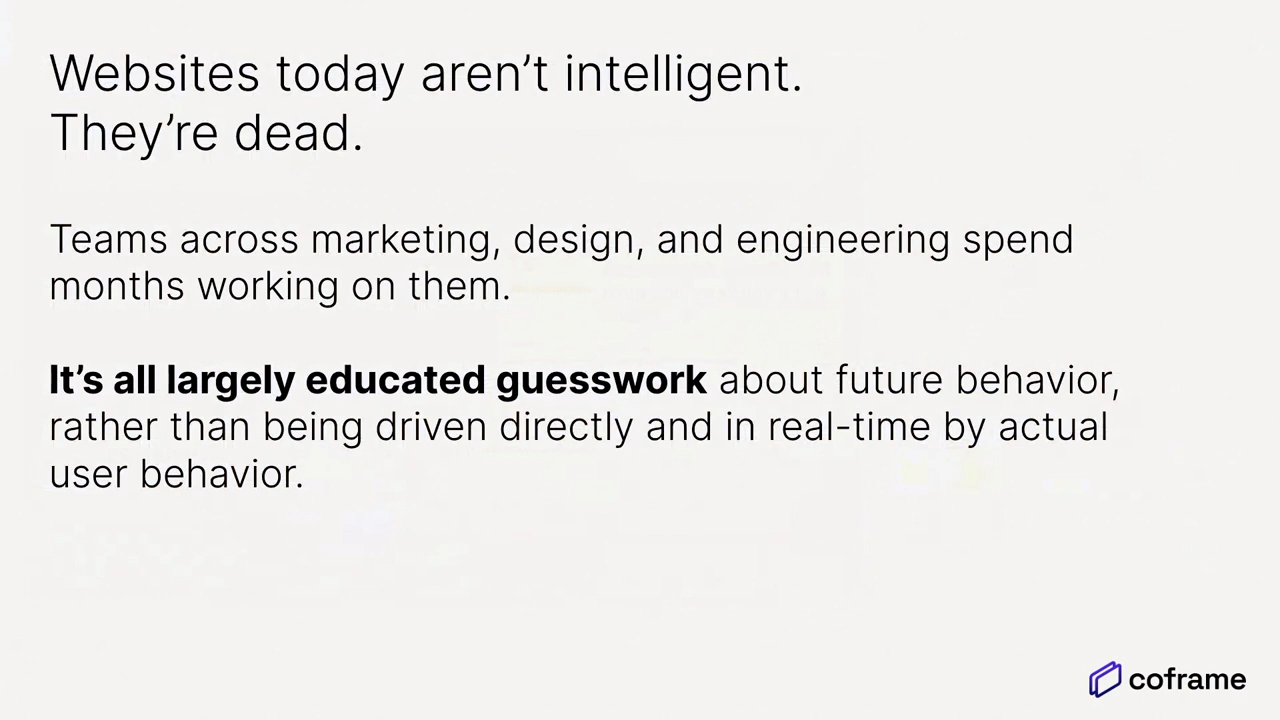 Websites today aren’t intelligent.
They’re dead.
Teams across marketing, design, and engineering spend
months working on them.
It’s all largely educated guesswork about future behavior,
rather than being driven directly and in real-time by actual
user behavior.
coframe